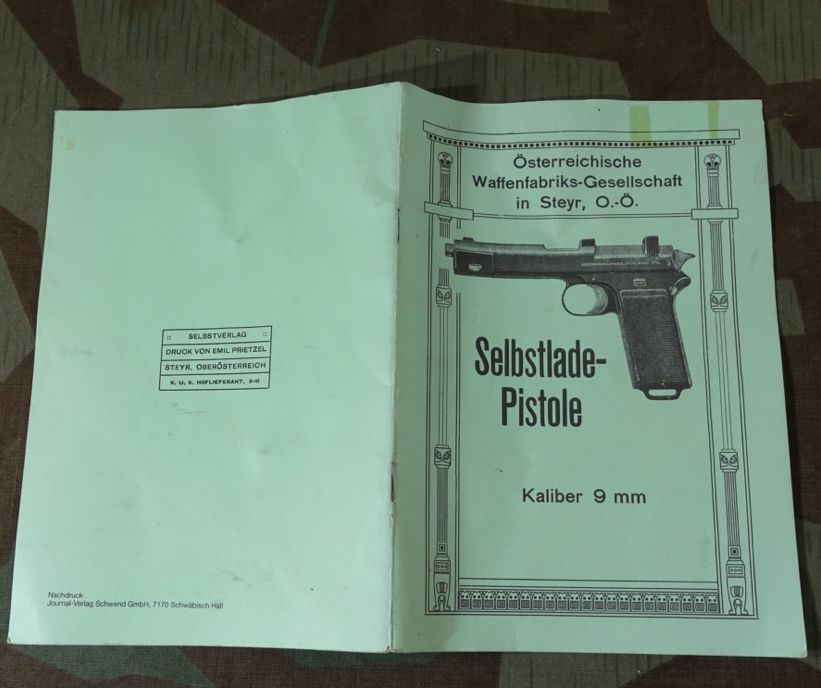 SELBSTVERLAG
DRUCK VON EMIL PRIETZEL
STEYR, OBERÖSTERREICH
K. U. K. HOFLIEFERANT.
Nachdruck
Journal-Verlag Schwend GmbH, 7170 Schwäbisch Hall
Österreichische
Waffenfabriks-Gesellschaft
in Steyr, O.-Ö.
Selbstlade-
Pistole
Kaliber 9 mm